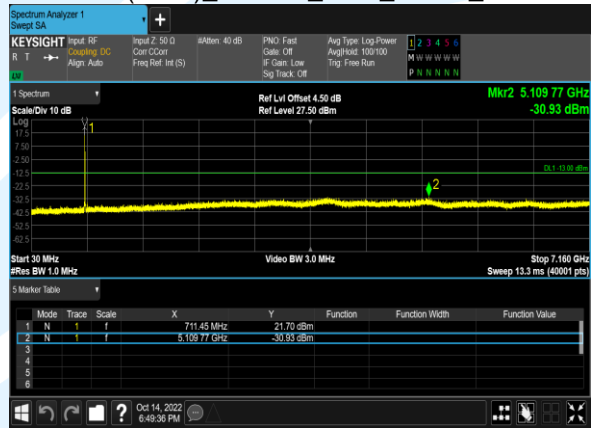 Spectrum Analyzer 1
Swept SA
+
KEYSIGHT Input: RF Input Z: 50 Ω #Atten: 40 dB PNO: Fast Avg Type: Log-Power 1 2 3 4 5 6
R T Coupling: DC Corr CCorr Gate: Off Avg|Hold: 100/100 M W W W W W
Align: Auto Freq Ref: Int (S) IF Gain: Low Trig: Free Run
LW Sig Track: Off P N N N N N
1 Spectrum Ref Lvl Offset 4.50 dB Mkr2 5.109 77 GHz
Scale/Div 10 dB Ref Level 27.50 dBm -30.93 dBm
Log
1
17.5
7.50
-2.50
-12.5 DL1 -13.00 dBm
-22.5 2
-32.5
-42.5
-52.5
-62.5
Start 30 MHz Video BW 3.0 MHz Stop 7.160 GHz
#Res BW 1.0 MHz Sweep 13.3 ms (40001 pts)
5 Marker Table
Mode Trace Scale X Y Function Function Width Function Value
1 N 1 f 711.45 MHz 21.70 dBm
2 N 1 f 5.109 77 GHz -30.93 dBm
3
4
5
6
? Oct 14, 2022
6:49:36 PM